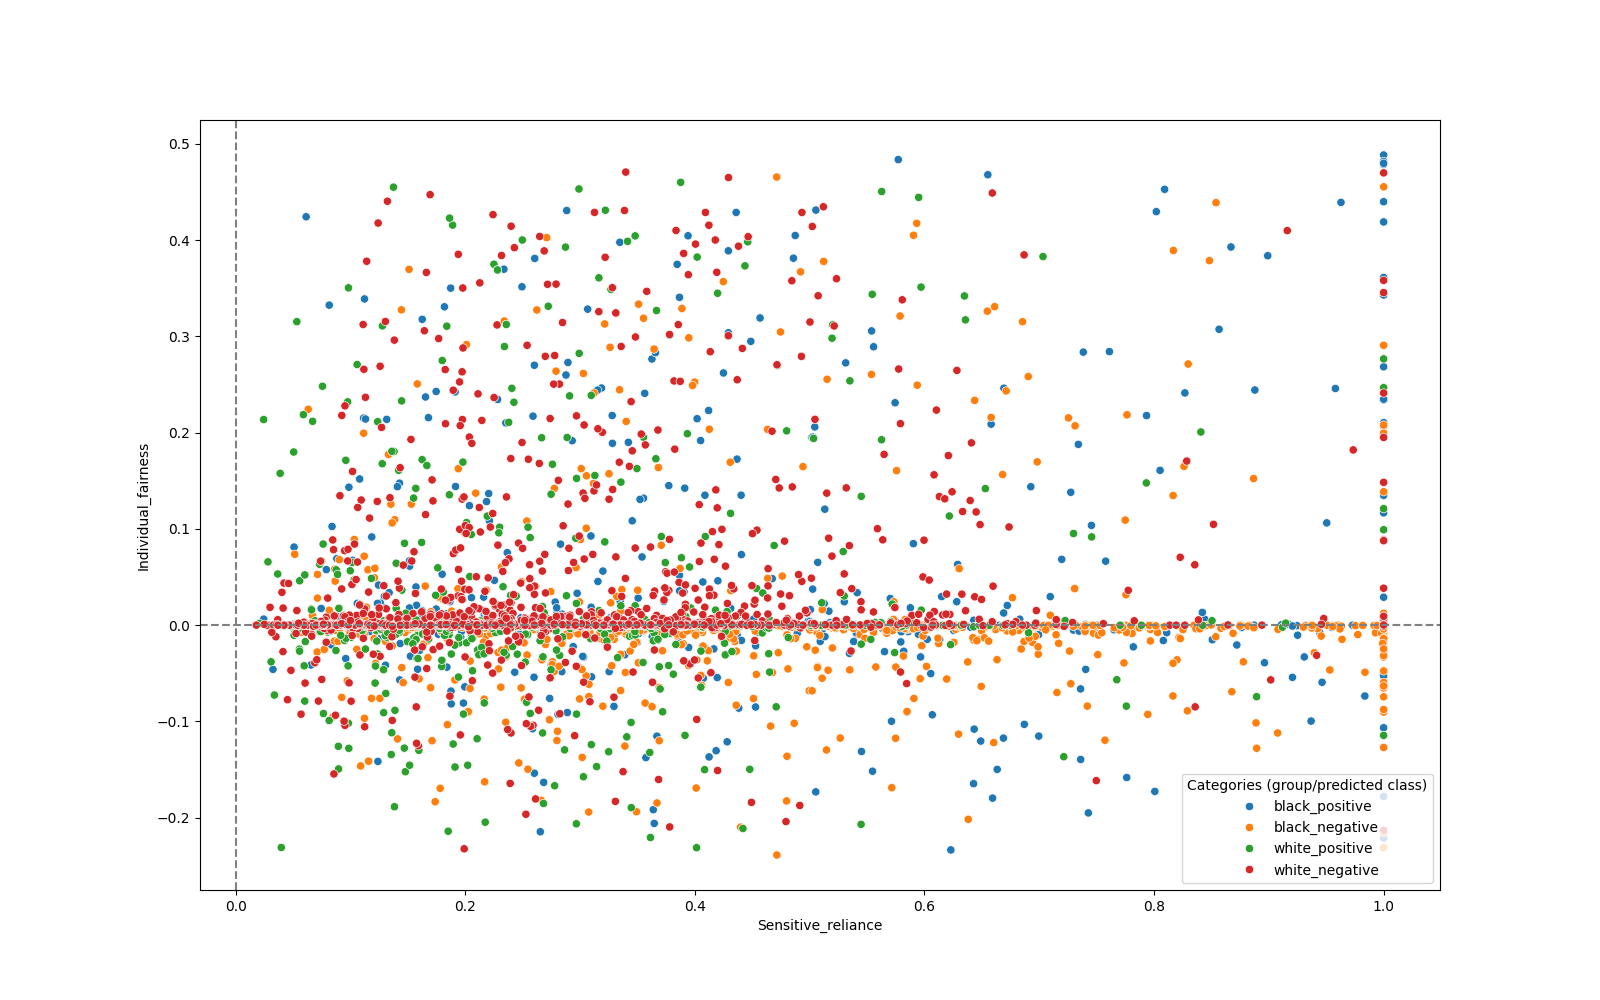 0.5
0.4
0.3
0.2
0.1
0.0
−0.1
−0.2
Individual_fairness
0.0
0.2
0.4
0.6
0.8
1.0
Sensitive_reliance
Categories (group/predicted class)
black_positive
black_negative
white_positive
white_negative